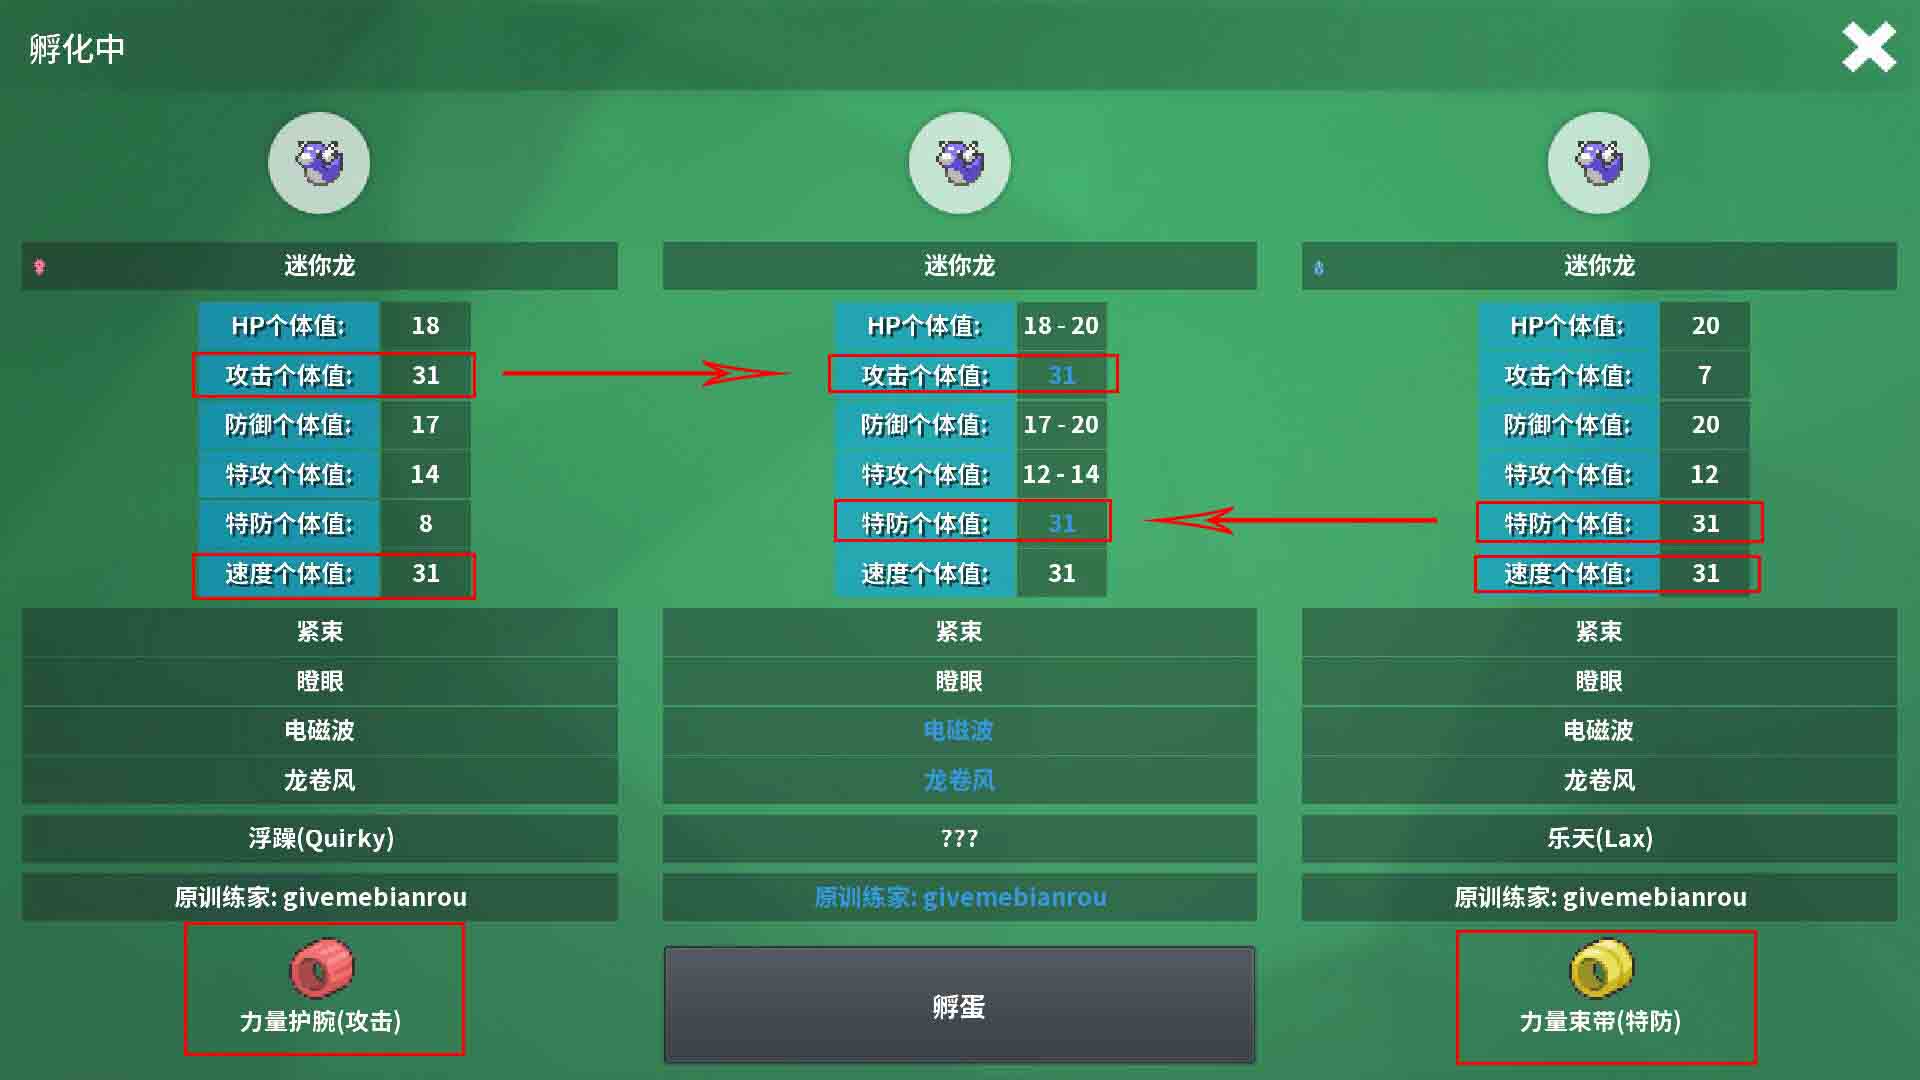 孵化中
迷你龙
HP个体值: 18
攻击个体值: 31
防御个体值: 17
特攻个体值: 14
特防个体值: 8
速度个体值: 31
紧束
瞪眼
电磁波
龙卷风
浮躁(Quirky)
原训练家: givemebianrou
力量护腕(攻击)
迷你龙
HP个体值: 18 - 20
攻击个体值: 31
防御个体值: 17 - 20
特攻个体值: 12 - 14
特防个体值: 31
速度个体值: 31
紧束
瞪眼
电磁波
龙卷风
???
原训练家: givemebianrou
孵蛋
迷你龙
HP个体值: 20
攻击个体值: 7
防御个体值: 20
特攻个体值: 12
特防个体值: 31
速度个体值: 31
紧束
瞪眼
电磁波
龙卷风
乐天(Lax)
原训练家: givemebianrou
力量束带(特防)